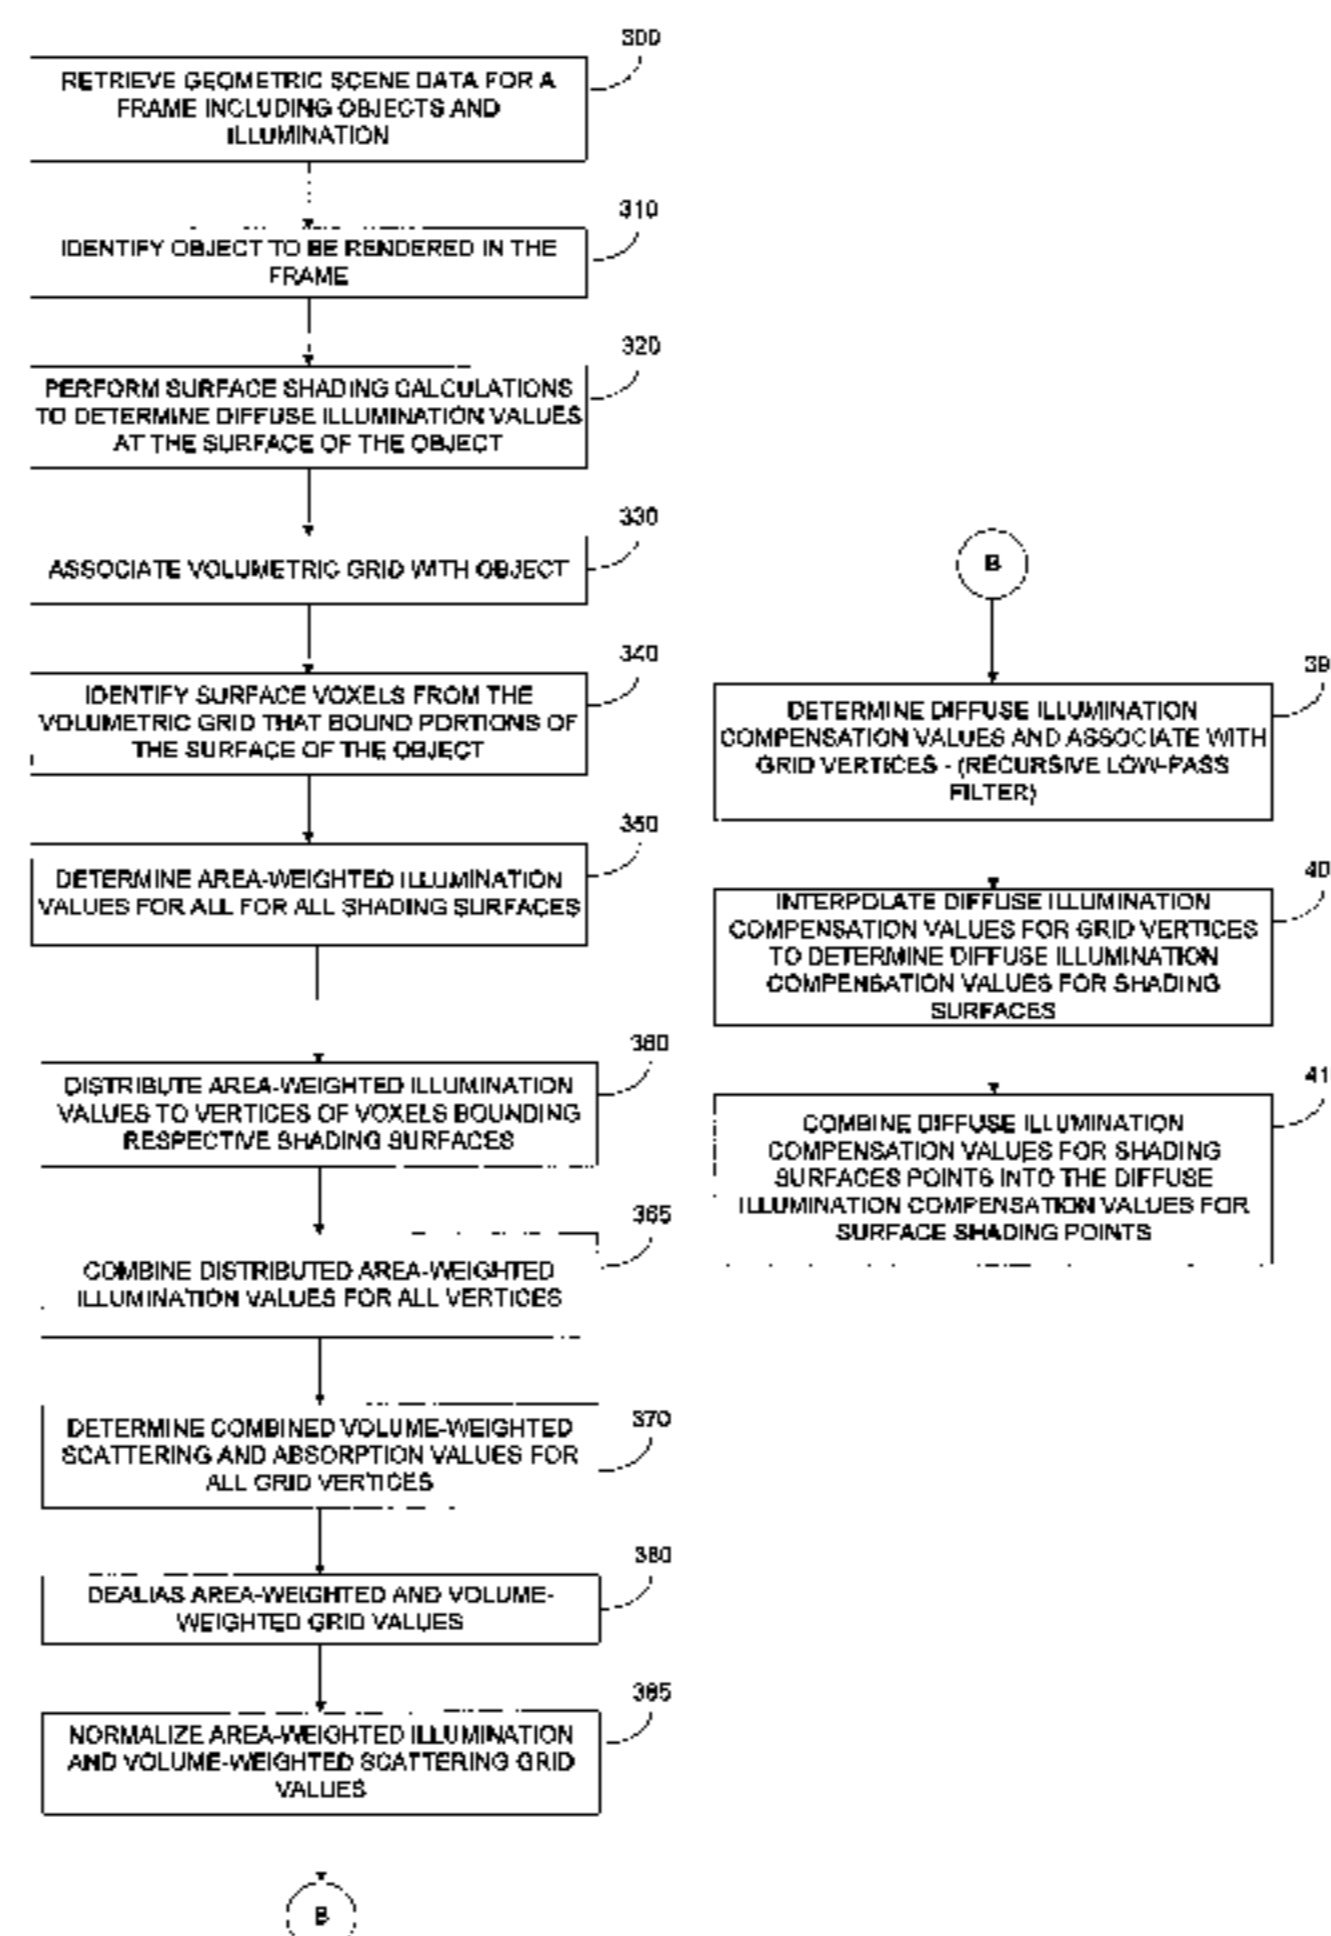 300
RETRIEVE GEOMETRIC SCENE DATA FOR A
FRAME INCLUDING OBJECTS AND
ILLUMINATION
310
IDENTIFY OBJECT TO BE RENDERED IN THE
FRAME
320
PERFORM SURFACE SHADING CALCULATIONS
TO DETERMINE DIFFUSE ILLUMINATION VALUES
AT THE SURFACE OF THE OBJECT
330
ASSOCIATE VOLUMETRIC GRID WITH OBJECT
340
IDENTIFY SURFACE VOXELS FROM THE
VOLUMETRIC GRID THAT BOUND PORTIONS OF
THE SURFACE OF THE OBJECT
350
DETERMINE AREA-WEIGHTED ILLUMINATION
VALUES FOR ALL FOR ALL SHADING SURFACES
360
DISTRIBUTE AREA-WEIGHTED ILLUMINATION
VALUES TO VERTICES OF VOXELS BOUNDING
RESPECTIVE SHADING SURFACES
365
COMBINE DISTRIBUTED AREA-WEIGHTED
ILLUMINATION VALUES FOR ALL VERTICES
370
DETERMINE COMBINED VOLUME-WEIGHTED
SCATTERING AND ABSORPTION VALUES FOR
ALL GRID VERTICES
380
DEALIAS AREA-WEIGHTED AND VOLUME-
WEIGHTED GRID VALUES
385
NORMALIZE AREA-WEIGHTED ILLUMINATION
AND VOLUME-WEIGHTED SCATTERING GRID
VALUES
B
B
39
DETERMINE DIFFUSE ILLUMINATION
COMPENSATION VALUES AND ASSOCIATE WITH
GRID VERTICES - (RECURSIVE LOW-PASS
FILTER)
40
INTERPOLATE DIFFUSE ILLUMINATION
COMPENSATION VALUES FOR GRID VERTICES
TO DETERMINE DIFFUSE ILLUMINATION
COMPENSATION VALUES FOR SHADING
SURFACES
41
COMBINE DIFFUSE ILLUMINATION
COMPENSATION VALUES FOR SHADING
SURFACES POINTS INTO THE DIFFUSE
ILLUMINATION COMPENSATION VALUES FOR
SURFACE SHADING POINTS